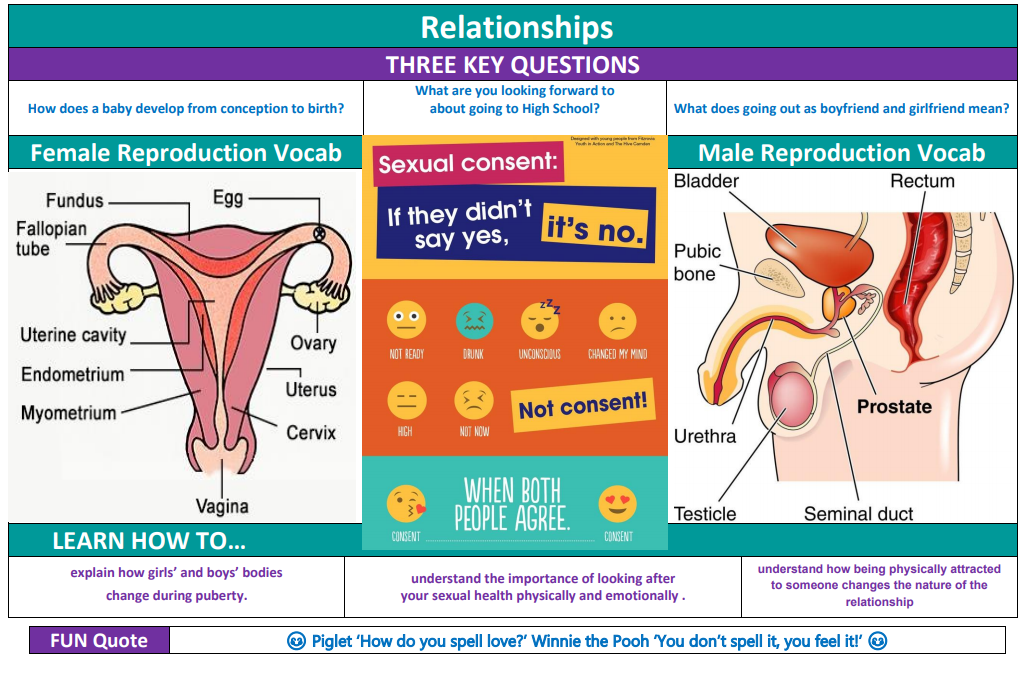 Relationships
THREE KEY QUESTIONS
How does a baby develop from conception to birth?
What are you looking forward to
about going to High School?
What does going out as boyfriend and girlfriend mean?
Female Reproduction Vocab
Fundus
Egg
Fallopian
tube
Uterine cavity
Ovary
Endometrium
Uterus
Myometrium
Cervix
Vagina
Designed with young people from Fitzrovia
Youth in Action and The Hive Camden
Sexual consent:
If they didn't
say yes,
it's no.
NOT READY
DRUNK
zzz
UNCONSCIOUS
CHANGED MY MIND
HIGH
NOT NOW
Not consent!
WHEN BOTH
PEOPLE AGREE.
CONSENT
CONSENT
Male Reproduction Vocab
Bladder
Rectum
Pubic
bone
Prostate
Urethra
Testicle
Seminal duct
LEARN HOW TO…
explain how girls' and boys' bodies
change during puberty.
understand the importance of looking after
your sexual health physically and emotionally .
understand how being physically attracted
to someone changes the nature of the
relationship
FUN Quote
Piglet 'How do you spell love?' Winnie the Pooh 'You don't spell it, you feel it!'